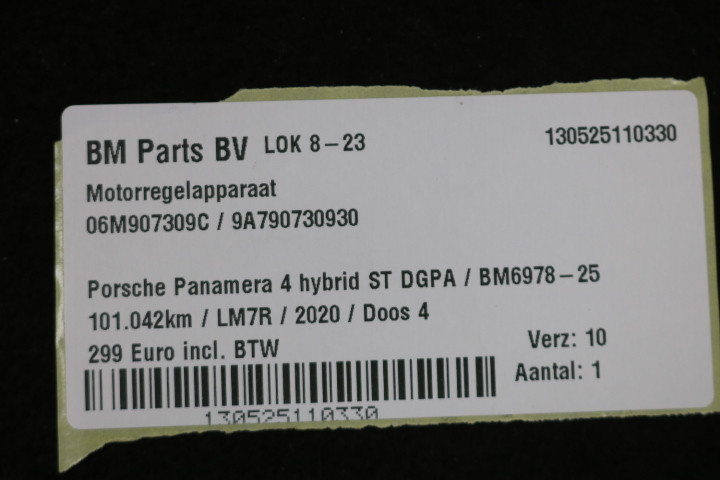 BM Parts BV LOK 8-23 130525110330
Motorregelapparaat
06M907309C / 9A790730930
Porsche Panamera 4 hybrid ST DGPA / BM6978-25
101.042km / LM7R / 2020 / Doos 4
299 Euro incl. BTW Verz: 10
Aantal: 1
130525110330